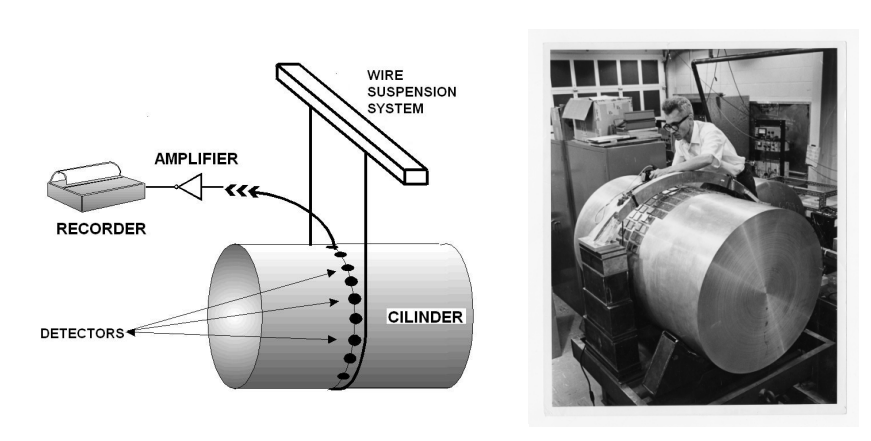 WIRE
SUSPENSION
SYSTEM
AMPLIFIER
RECORDER
CILINDER
DETECTORS